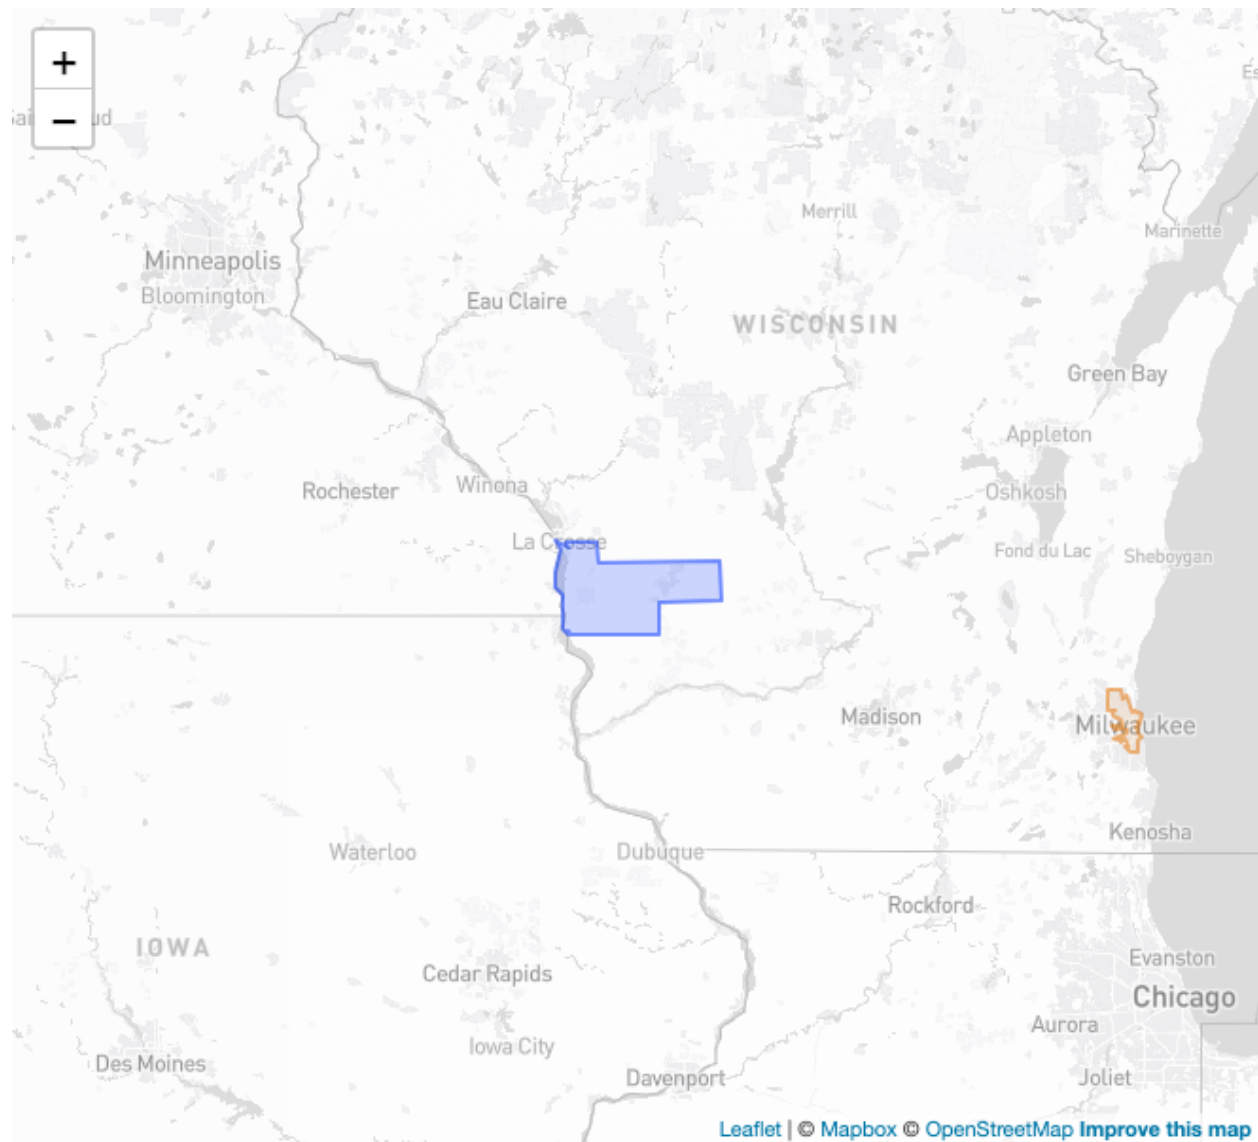 +
−
ud
Es
Merrill
Marinette
Minneapolis
Bloomington
Eau Claire
WISCONSIN
Green Bay
Appleton
Winona
Rochester
Oshkosh
La Crosse
Fond du Lac
Sheboygan
Madison
Milwaukee
Kenosha
Waterloo
Dubuque
Rockford
IOWA
Evanston
Cedar Rapids
Chicago
Aurora
Iowa City
Des Moines
Davenport
Joliet
Leaflet | © Mapbox © OpenStreetMap Improve this map